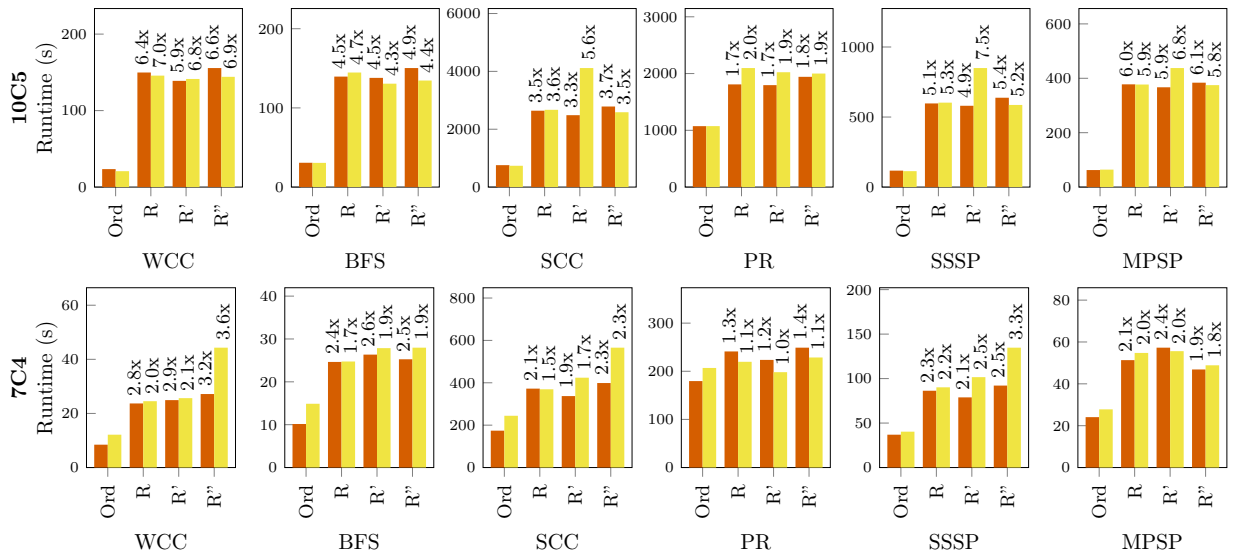 10C5
Runtime (s)
200
100
0
6.4x 7.0x 5.9x 6.8x 6.6x 6.9x
Ord R R' R''
WCC
200
100
0
4.5x 4.7x 4.5x 4.3x 4.9x 4.4x
Ord R R' R''
BFS
6000
4000
2000
0
3.5x 3.6x 3.3x 5.6x 3.7x 3.5x
Ord R R' R''
SCC
3000
2000
1000
0
1.7x 2.0x 1.7x 1.9x 1.8x 1.9x
Ord R R' R''
PR
1000
500
0
5.1x 5.3x 4.9x 7.5x 5.4x 5.2x
Ord R R' R''
SSSP
600
400
200
0
6.0x 5.9x 5.9x 6.8x 6.1x 5.8x
Ord R R' R''
MPSP
7C4
Runtime (s)
60
40
20
0
2.8x 2.0x 2.9x 2.1x 3.2x 3.6x
Ord R R' R''
WCC
40
30
20
10
0
2.4x 1.7x 2.6x 1.9x 2.5x 1.9x
Ord R R' R''
BFS
800
600
400
200
0
2.1x 1.5x 1.9x 1.7x 2.3x 2.3x
Ord R R' R''
SCC
300
200
100
0
1.3x 1.1x 1.2x 1.0x 1.4x 1.1x
Ord R R' R''
PR
200
150
100
50
0
2.3x 2.2x 2.1x 2.5x 2.5x 3.3x
Ord R R' R''
SSSP
80
60
40
20
0
2.1x 2.0x 2.4x 2.0x 1.9x 1.8x
Ord R R' R''
MPSP